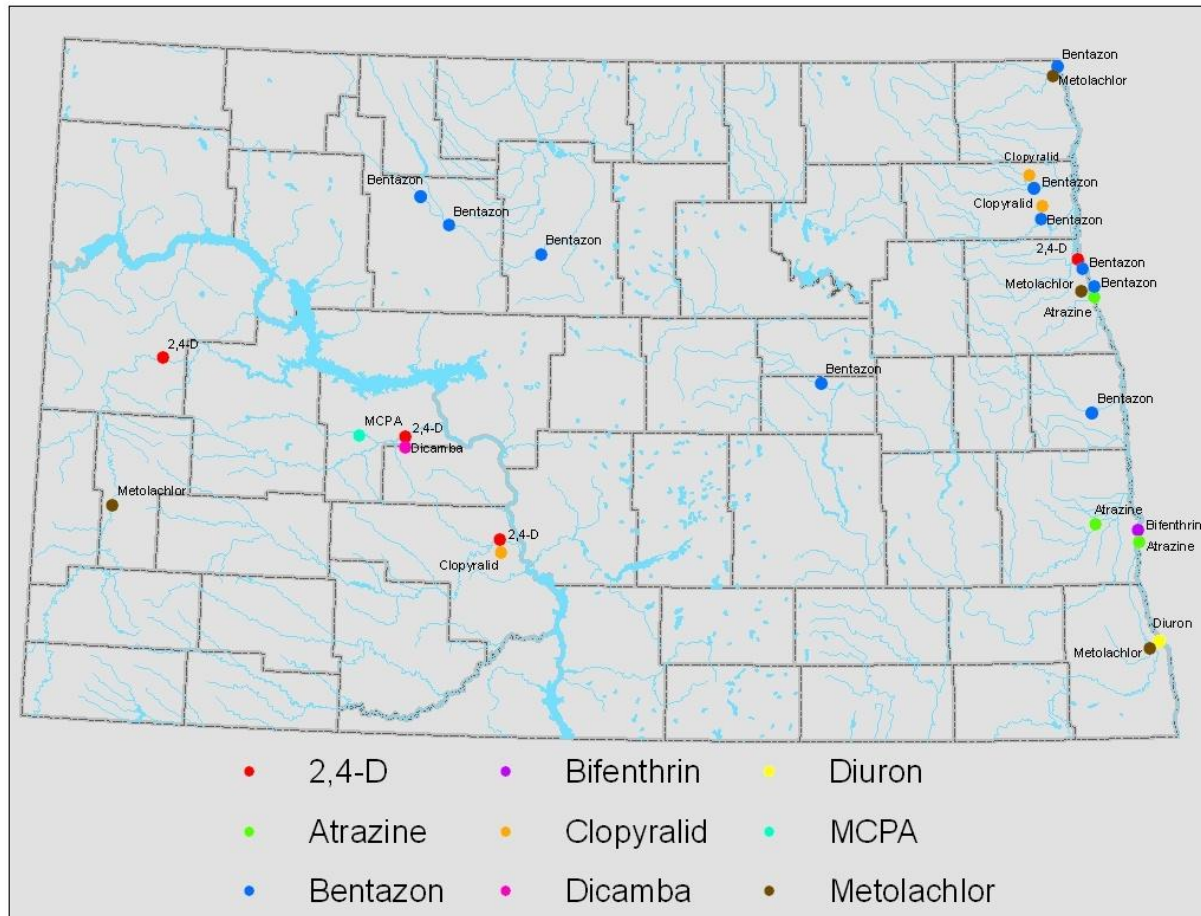 Bentazon
Metolachlor
Clopyralid
Bentazon
Bentazon
Clopyralid
Bentazon
Bentazon
Bentazon
2,4-D
Bentazon
Metolachlor
Bentazon
Atrazine
2,4-D
Bentazon
Bentazon
MCPA
2,4-D
Dicamba
Metolachlor
Atrazine
Bifenthrin
2,4-D
Atrazine
Clopyralid
Diuron
Metolachlor
2,4-D
Bifenthrin
Diuron
Atrazine
Clopyralid
MCPA
Bentazon
Dicamba
Metolachlor